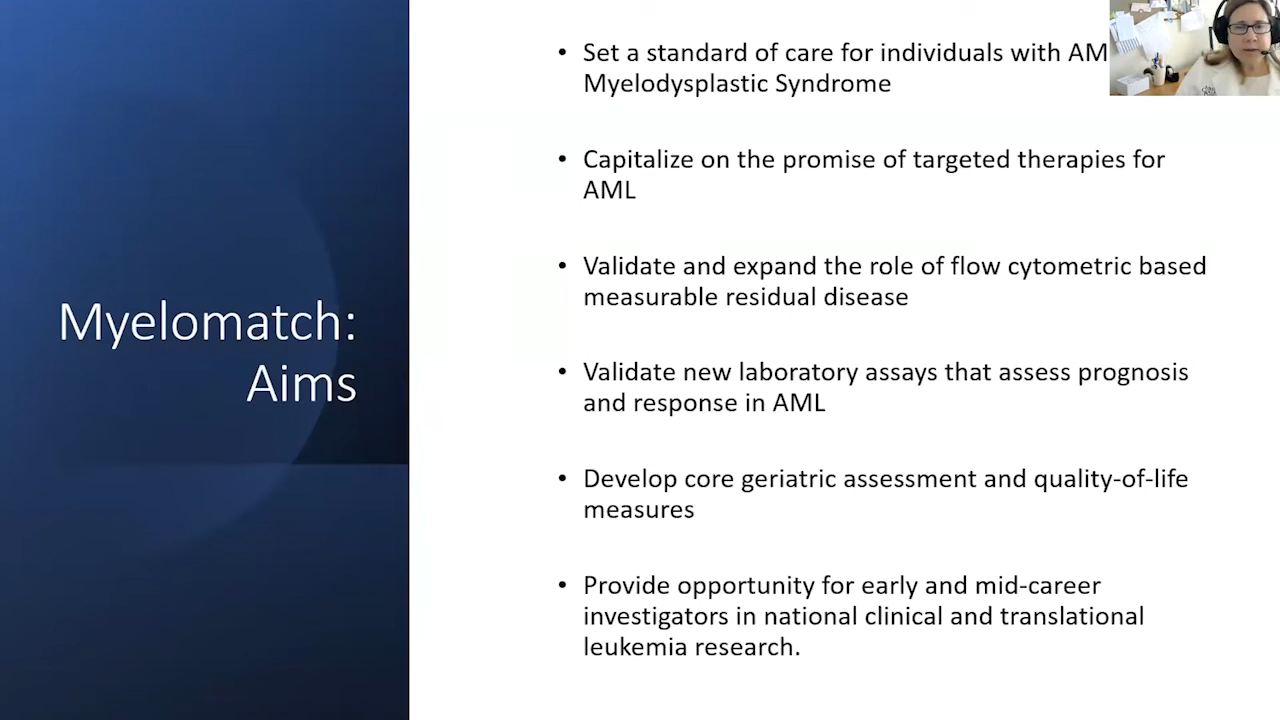 Myelomatch:
Aims
• Set a standard of care for individuals with
Myelodysplastic Syndrome
• Capitalize on the promise of targeted therapies for
AML
• Validate and expand the role of flow cytometric based
measurable residual disease
• Validate new laboratory assays that assess prognosis
and response in AML
• Develop core geriatric assessment and quality-of-life
measures
• Provide opportunity for early and mid-career
investigators in national clinical and translational
leukemia research.